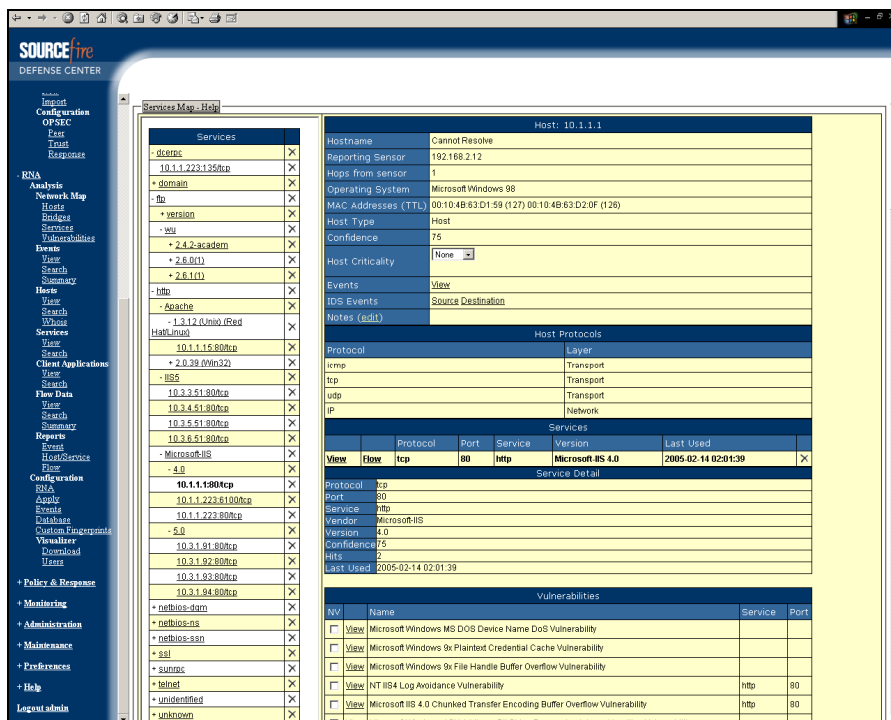 SOURCEfire
DEFENSE CENTER
Import
Configuration
OPSEC
Peer
Trust
Response
- RNA
Analysis
Network Map
Hosts
Bridges
Services
Vulnerabilities
Events
View
Search
Summary
Hosts
View
Search
Whois
Services
View
Search
Client Applications
View
Search
Flow Data
View
Search
Summary
Reports
Event
Host/Service
Flow
Configuration
RNA
Apply
Events
Database
Custom Fingerprints
Visualizer
Download
Users
+ Policy & Response
+ Monitoring
+ Administration
+ Maintenance
+ Preferences
+ Help
Logout admin
Services Map - Help
Services
- dcerpc
10.1.1.223:135/tcp
+ domain
- ftp
+ version
- wu
+ 2.4.2-academ
+ 2.6.0(1)
+ 2.6.1(1)
- http
- Apache
- 1.3.12 (Unix) (Red
Hat/Linux)
10.1.1.15:80/tcp
+ 2.0.39 (Win32)
- IIS5
10.3.3.51:80/tcp
10.3.4.51:80/tcp
10.3.5.51:80/tcp
10.3.6.51:80/tcp
- Microsoft-IIS
- 4.0
10.1.1.1:80/tcp
10.1.1.223:6100/tcp
10.1.1.223:80/tcp
- 5.0
10.3.1.91:80/tcp
10.3.1.92:80/tcp
10.3.1.93:80/tcp
10.3.1.94:80/tcp
+ netbios-dgm
+ netbios-ns
+ netbios-ssn
+ ssl
+ sunrpc
+ telnet
+ unidentified
+ unknown
Host: 10.1.1.1
Hostname Cannot Resolve
Reporting Sensor 192.168.2.12
Hops from sensor 1
Operating System Microsoft Windows 98
MAC Addresses (TTL) 00:10:4B:63:D1:59 (127) 00:10:4B:63:D2:0F (126)
Host Type Host
Confidence 75
Host Criticality None
Events View
IDS Events Source Destination
Notes (edit)
Host Protocols
Protocol Layer
icmp Transport
tcp Transport
udp Transport
IP Network
Services
Protocol Port Service Version Last Used
View Flow tcp 80 http Microsoft-IIS 4.0 2005-02-14 02:01:39
Service Detail
Protocol tcp
Port 80
Service http
Vendor Microsoft-IIS
Version 4.0
Confidence 75
Hits 2
Last Used 2005-02-14 02:01:39
Vulnerabilities
NV Name Service Port
View Microsoft Windows MS DOS Device Name DoS Vulnerability
View Microsoft Windows 9x Plaintext Credential Cache Vulnerability
View Microsoft Windows 9x File Handle Buffer Overflow Vulnerability
View NT IIS4 Log Avoidance Vulnerability http 80
View Microsoft IIS 4.0 Chunked Transfer Encoding Buffer Overflow Vulnerability http 80